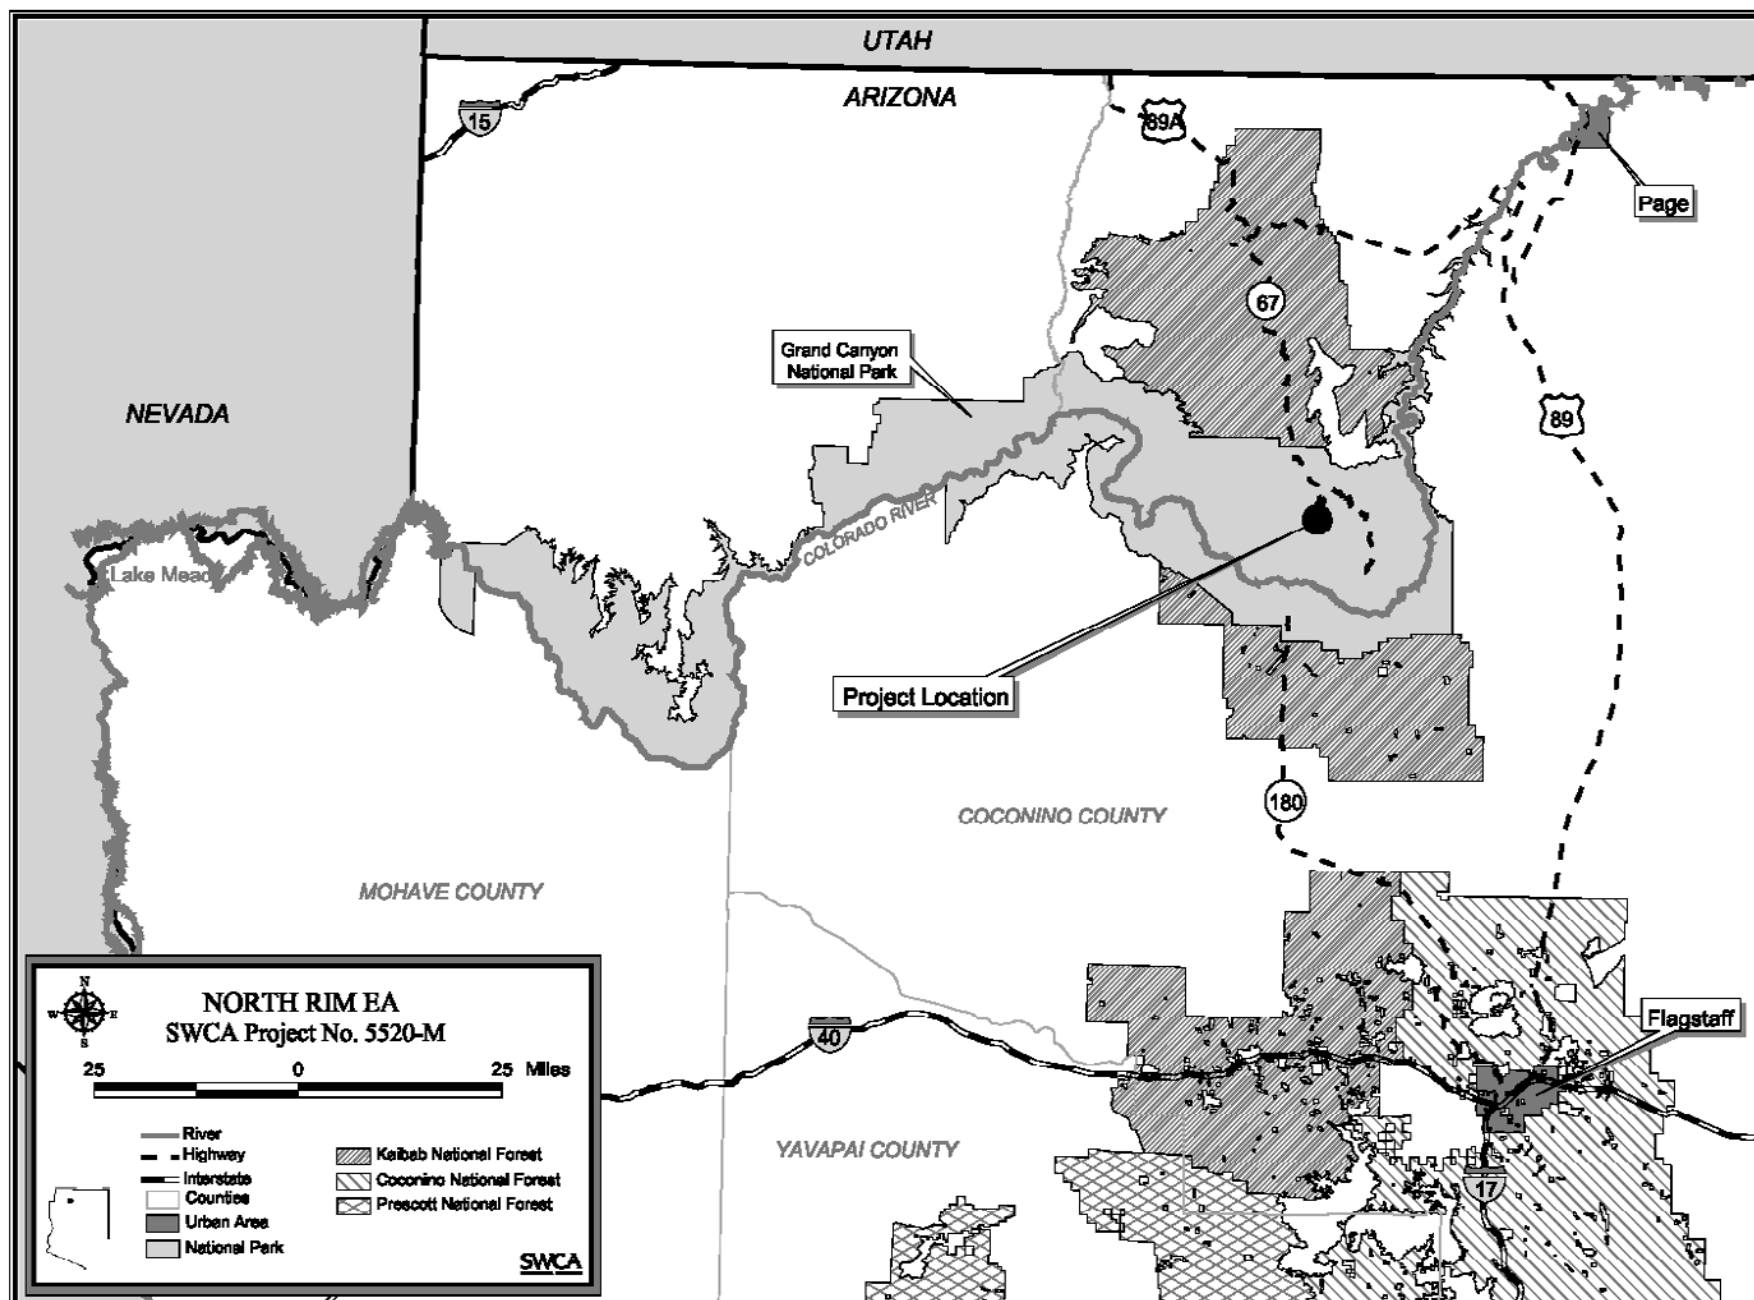 UTAH
ARIZONA
15
89A
Page
67
Grand Canyon
National Park
NEVADA
89
COLORADO RIVER
Lake Mead
Project Location
180
COCONINO COUNTY
MOHAVE COUNTY
N
W E
S
NORTH RIM EA
SWCA Project No. 5520-M
25 0 25 Miles
40
Flagstaff
River
Highway
Interstate
Counties
Urban Area
National Park
Kaibab National Forest
Coconino National Forest
Prescott National Forest
SWCA
YAVAPAI COUNTY
17